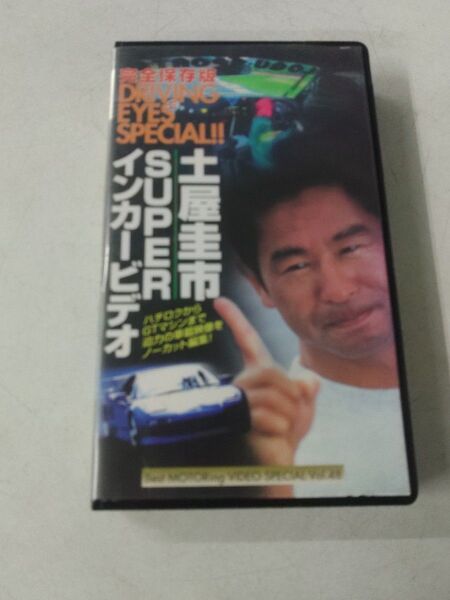 完全保存版
DRIVING
EYES
SPECIAL!!
土屋圭市
SUPER
インカービデオ
ハチロクから
GTマシンまで
迫力の車載映像を
ノーカット編集!
Best MOTORing VIDEO SPECIAL Vol.